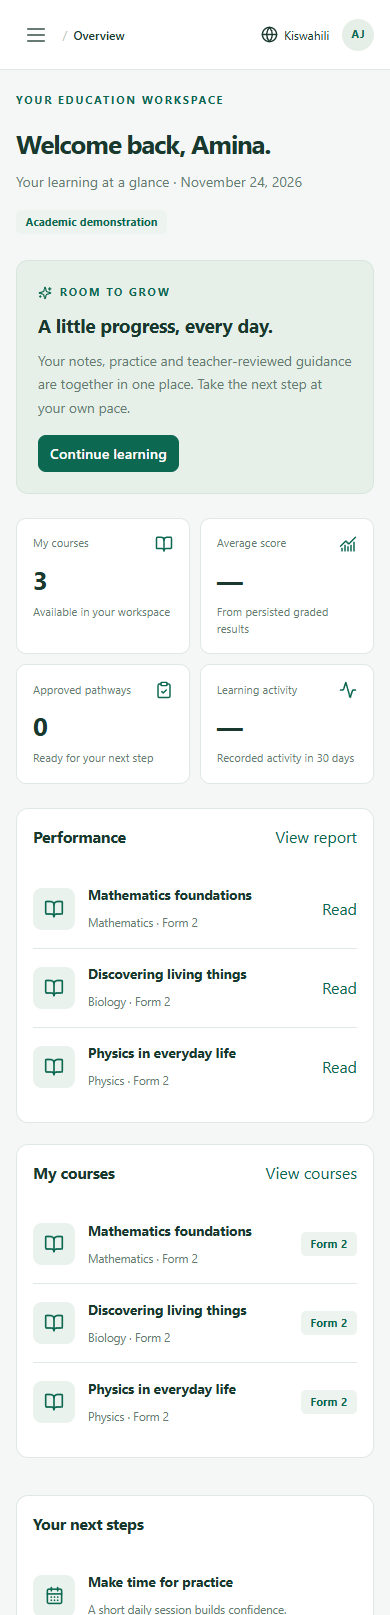 / Overview
Kiswahili
AJ
YOUR EDUCATION WORKSPACE
Welcome back, Amina.
Your learning at a glance · November 24, 2026
Academic demonstration
ROOM TO GROW
A little progress, every day.
Your notes, practice and teacher-reviewed guidance
are together in one place. Take the next step at
your own pace.
Continue learning
My courses
3
Available in your workspace
Average score
—
From persisted graded
results
Approved pathways
0
Ready for your next step
Learning activity
—
Recorded activity in 30 days
Performance
View report
Mathematics foundations
Mathematics · Form 2
Read
Discovering living things
Biology · Form 2
Read
Physics in everyday life
Physics · Form 2
Read
My courses
View courses
Mathematics foundations
Mathematics · Form 2
Form 2
Discovering living things
Biology · Form 2
Form 2
Physics in everyday life
Physics · Form 2
Form 2
Your next steps
Make time for practice
A short daily session builds confidence.